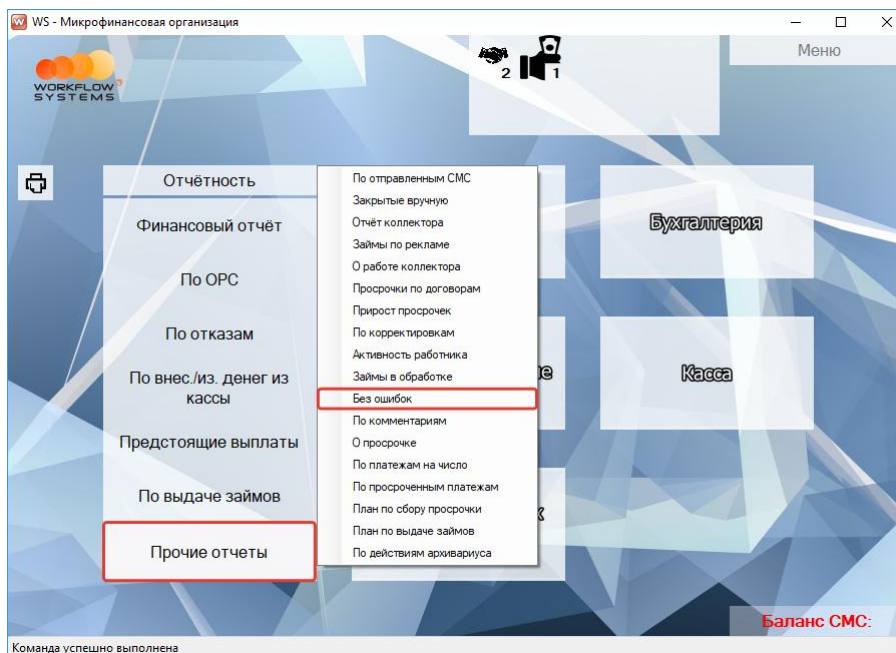 WS - Микрофинансовая организация
Меню
WORKFLOW
SYSTEMS
2
1
Отчётность
Финансовый отчёт
По ОРС
По отказам
По внес./из. денег из
кассы
Предстоящие выплаты
По выдаче займов
Прочие отчеты
По отправленным СМС
Закрытые вручную
Отчёт коллектора
Займы по рекламе
О работе коллектора
Просрочки по договорам
Прирост просрочек
По корректировкам
Активность работника
Займы в обработке
Без ошибок
По комментариям
О просрочке
По платежам на число
По просроченным платежам
План по сбору просрочки
План по выдаче займов
По действиям архивариуса
Бухгалтерия
Касса
Баланс СМС:
Команда успешно выполнена